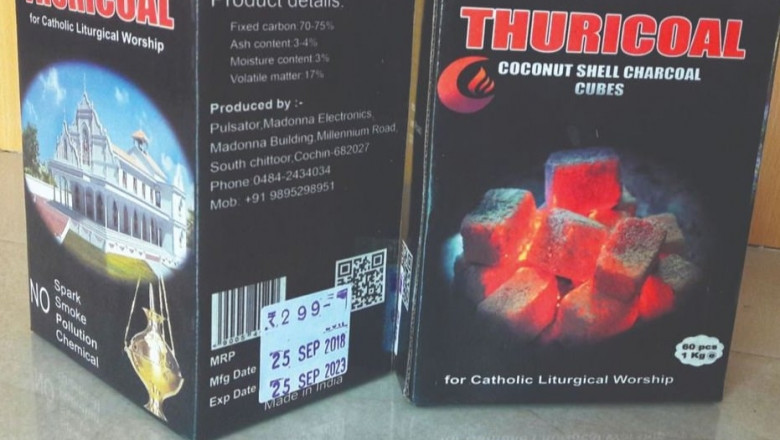 THURICOAL
for Catholic Liturgical Worship
NO
Spark
Smoke
Pollution
Chemical
Product details:
Fixed carbon:70-75%
Ash content:3-4%
Moisture content:3%
Volatile matter:17%
Produced by :-
Pulsator,Madonna Electronics,
Madonna Building,Millennium Road,
South chittoor,Cochin-682027
Phone:0484-2434034
Mob. +91 9895298951
MRP
₹.299-
Mfg Date
25 SEP 2018
Exp Date
25 SEP 2023
Made in India
THURICOAL
COCONUT SHELL CHARCOAL
CUBES
60 pcs
1 Kg
for Catholic Liturgical Worship